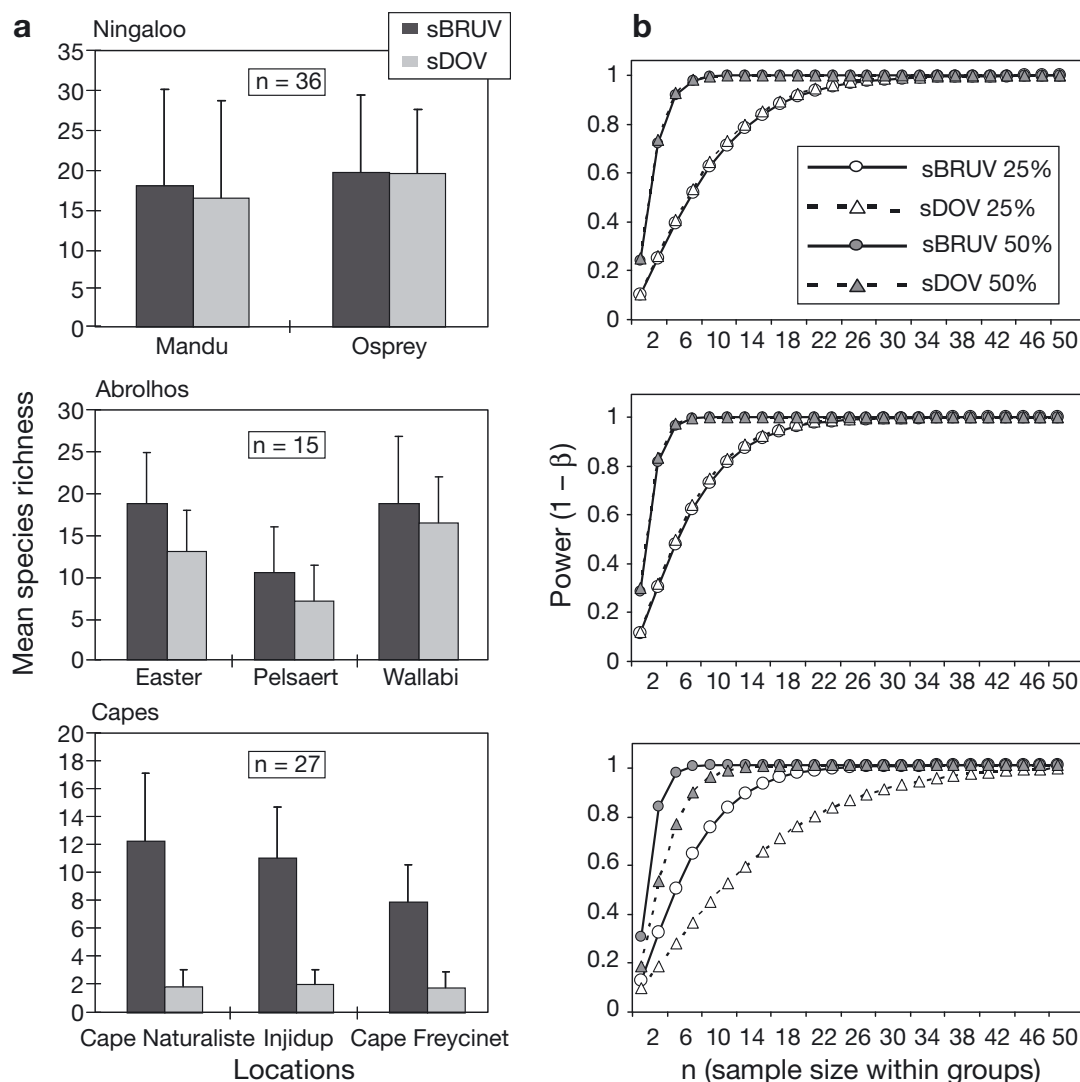 a
Ningaloo
sBRUV
sDOV
n = 36
35
30
25
20
15
10
5
0
Mandu Osprey
Abrolhos
n = 15
30
25
20
15
10
5
0
Easter Pelsaert Wallabi
Capes
n = 27
20
18
16
14
12
10
8
6
4
2
0
Cape Naturaliste Injidup Cape Freycinet
Locations
Mean species richness
b
1
0.8
0.6
0.4
0.2
0
sBRUV 25%
sDOV 25%
sBRUV 50%
sDOV 50%
2 6 10 14 18 22 26 30 34 38 42 46 50
1
0.8
0.6
0.4
0.2
0
2 6 10 14 18 22 26 30 34 38 42 46 50
1
0.8
0.6
0.4
0.2
0
2 6 10 14 18 22 26 30 34 38 42 46 50
n (sample size within groups)
Power (1 – β)